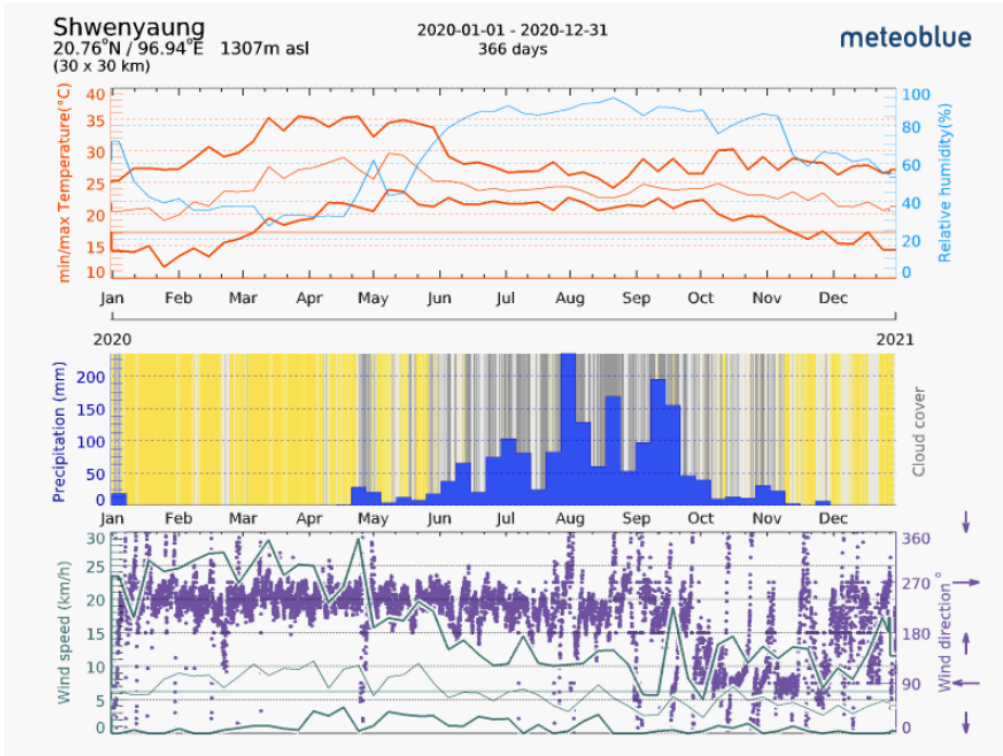 Shwenyaung
20.76°N / 96.94°E 1307m asl
(30 x 30 km)
2020-01-01 - 2020-12-31
366 days
meteoblue
min/max Temperature(°C)
40
35
30
25
20
15
10
100
80
60
40
20
0
Relative humidity(%)
Jan Feb Mar Apr May Jun Jul Aug Sep Oct Nov Dec
2020 2021
Precipitation (mm)
200
150
100
50
0
Cloud cover
Jan Feb Mar Apr May Jun Jul Aug Sep Oct Nov Dec
Wind speed (km/h)
30
25
20
15
10
5
0
360
270
180
90
0
Wind direction °